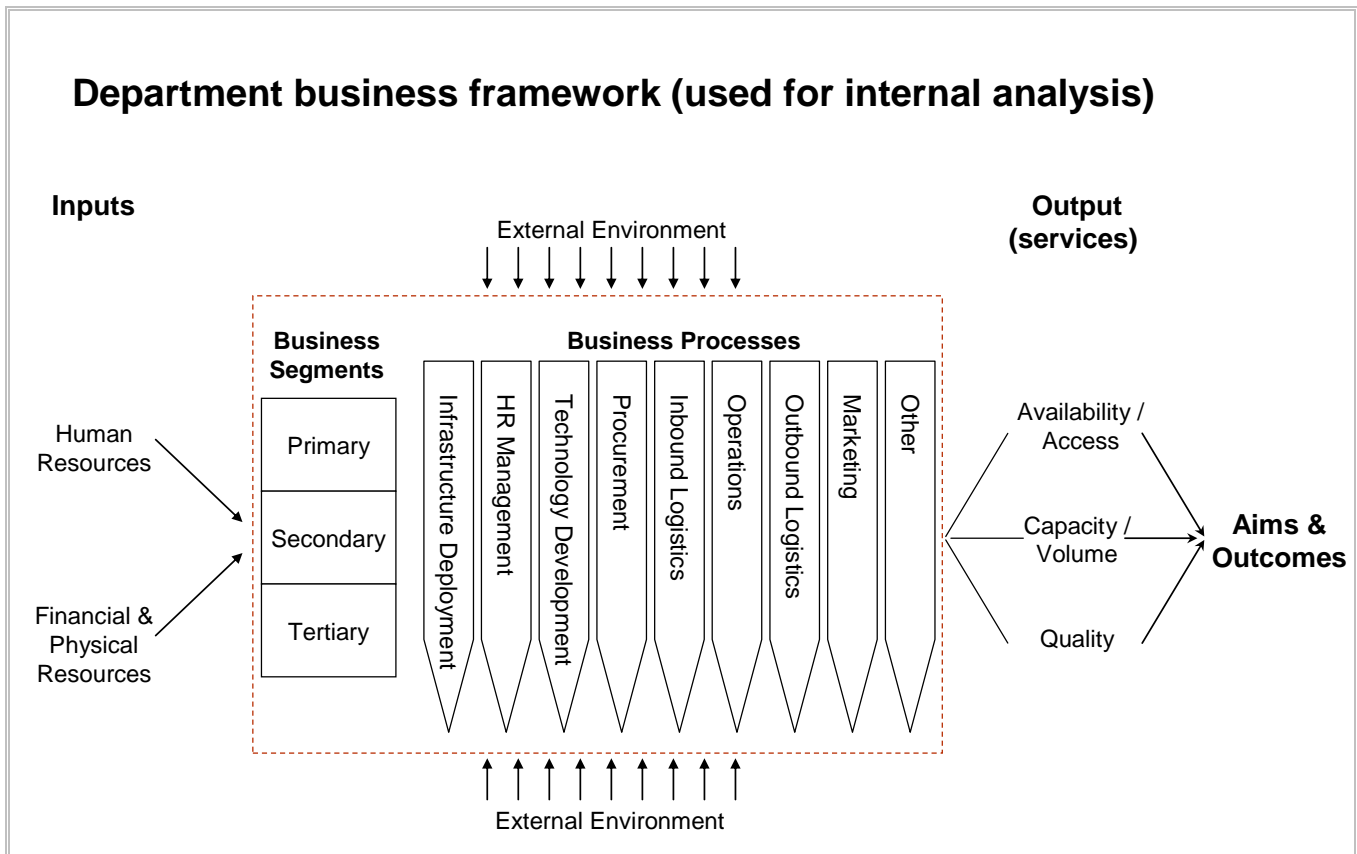 Department business framework (used for internal analysis)
Inputs
Output
(services)
External Environment
Business
Segments
Business Processes
Human
Resources
Financial &
Physical
Resources
Primary
Secondary
Tertiary
Infrastructure Deployment
HR Management
Technology Development
Procurement
Inbound Logistics
Operations
Outbound Logistics
Marketing
Other
Availability /
Access
Capacity /
Volume
Quality
Aims &
Outcomes
External Environment